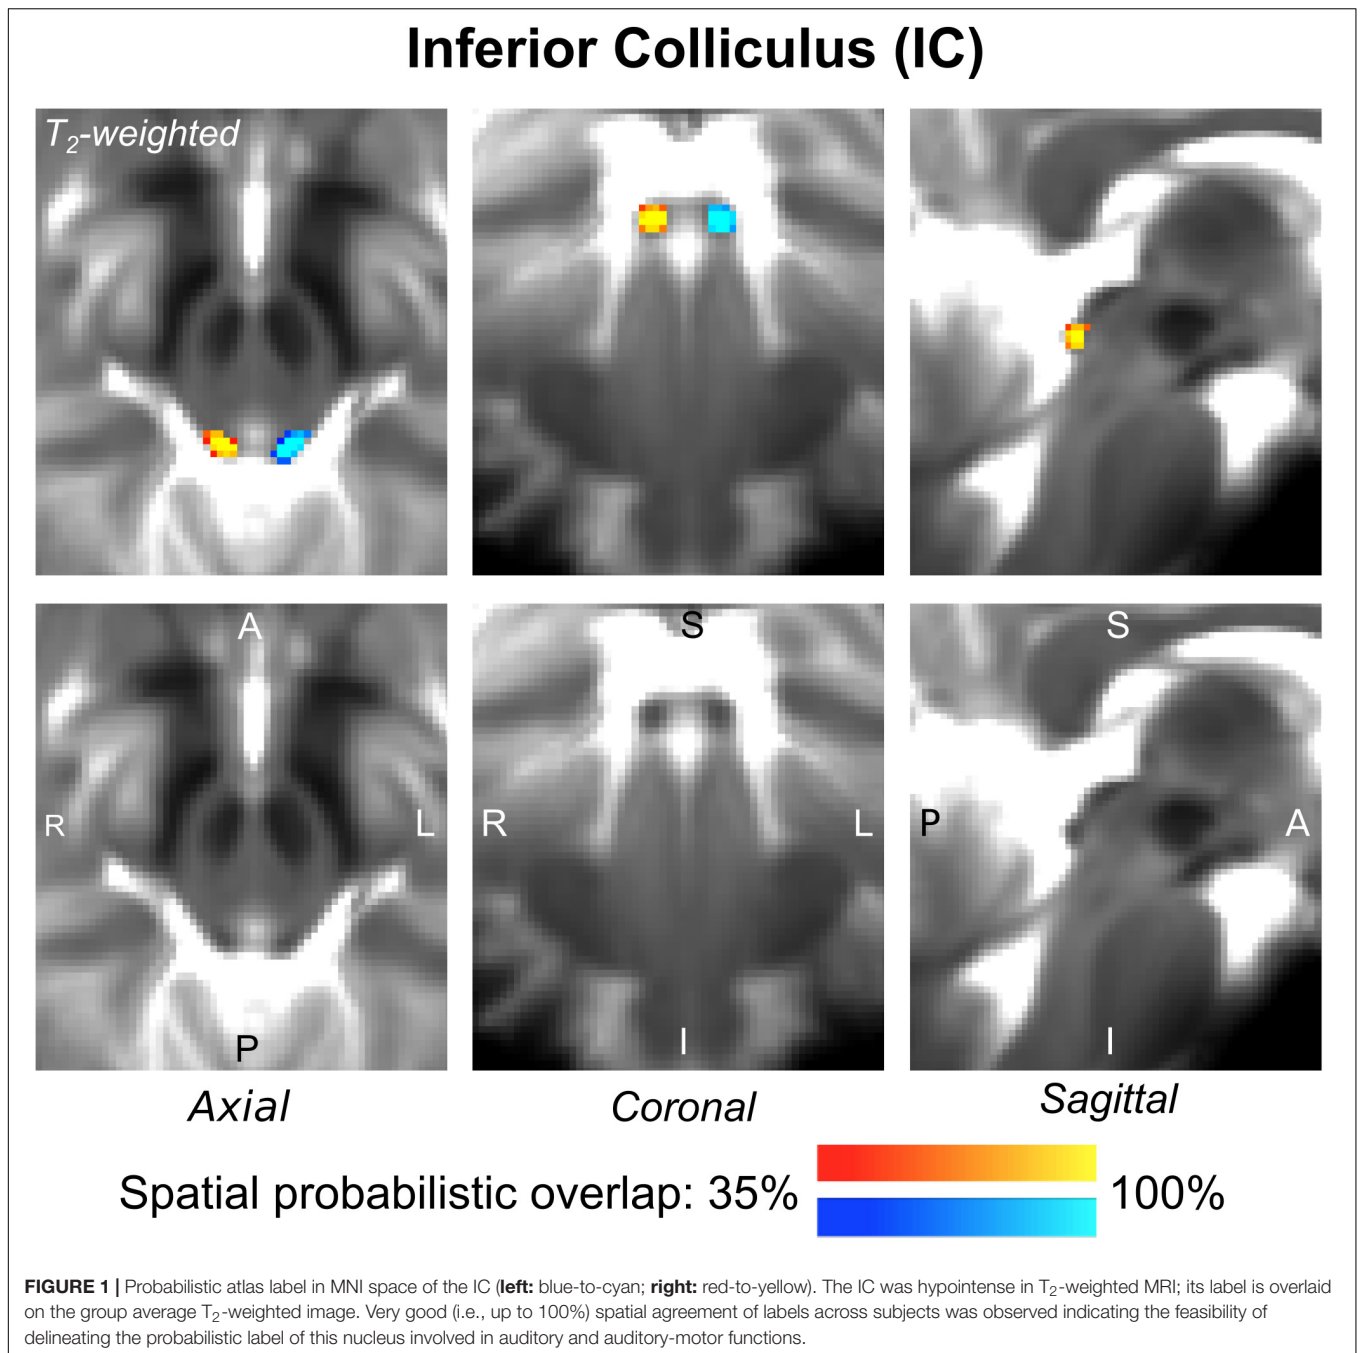 Inferior Colliculus (IC)
T2-weighted
A
S
S
R
L
R
L
P
A
P
I
I
Axial
Coronal
Sagittal
Spatial probabilistic overlap: 35%
100%
FIGURE 1 | Probabilistic atlas label in MNI space of the IC (left: blue-to-cyan; right: red-to-yellow). The IC was hypointense in T2-weighted MRI; its label is overlaid
on the group average T2-weighted image. Very good (i.e., up to 100%) spatial agreement of labels across subjects was observed indicating the feasibility of
delineating the probabilistic label of this nucleus involved in auditory and auditory-motor functions.